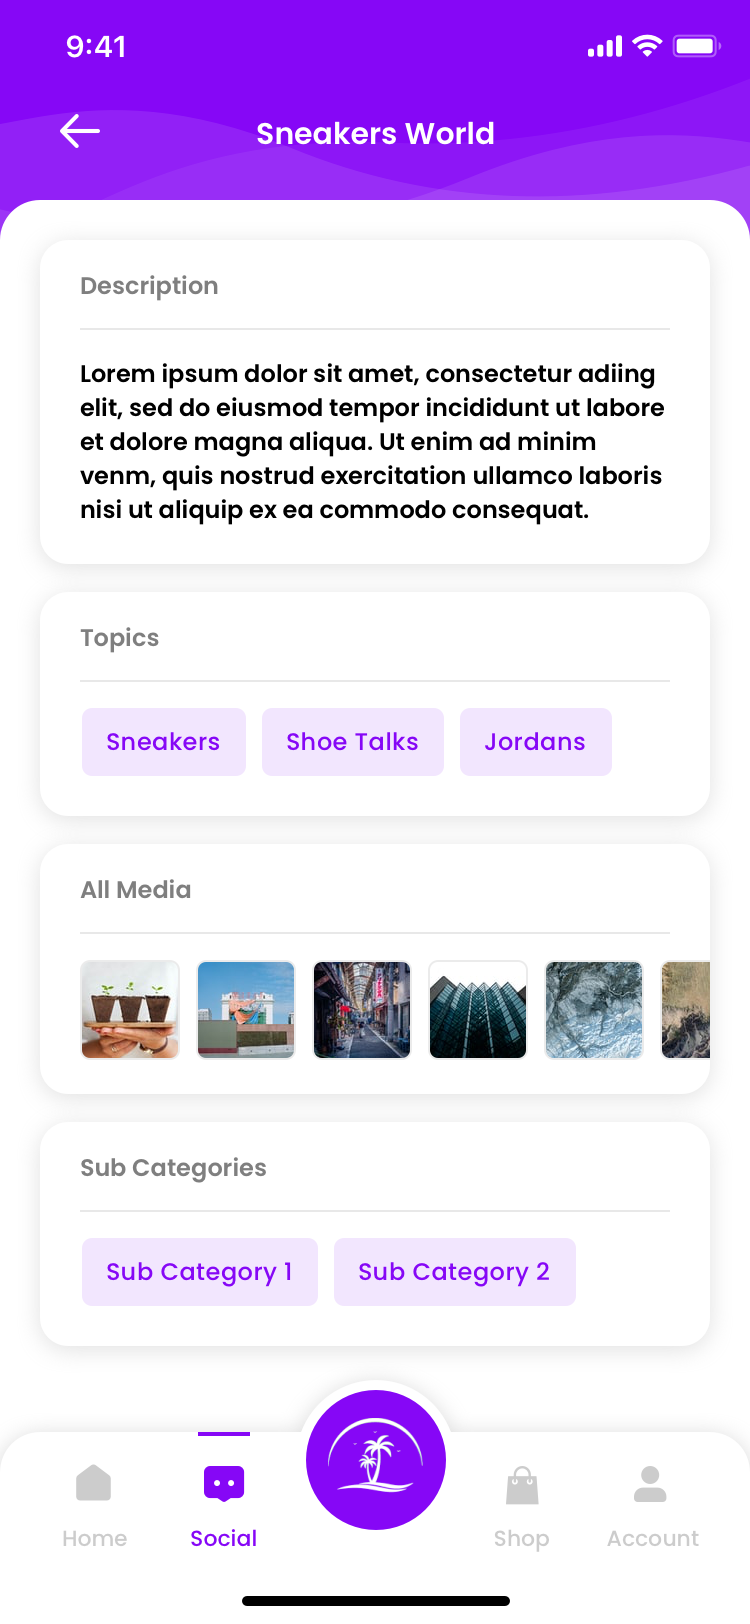 9:41
Sneakers World
Description
Lorem ipsum dolor sit amet, consectetur adiing
elit, sed do eiusmod tempor incididunt ut labore
et dolore magna aliqua. Ut enim ad minim
venm, quis nostrud exercitation ullamco laboris
nisi ut aliquip ex ea commodo consequat.
Topics
Sneakers Shoe Talks Jordans
All Media
Sub Categories
Sub Category 1 Sub Category 2
Home Social Shop Account